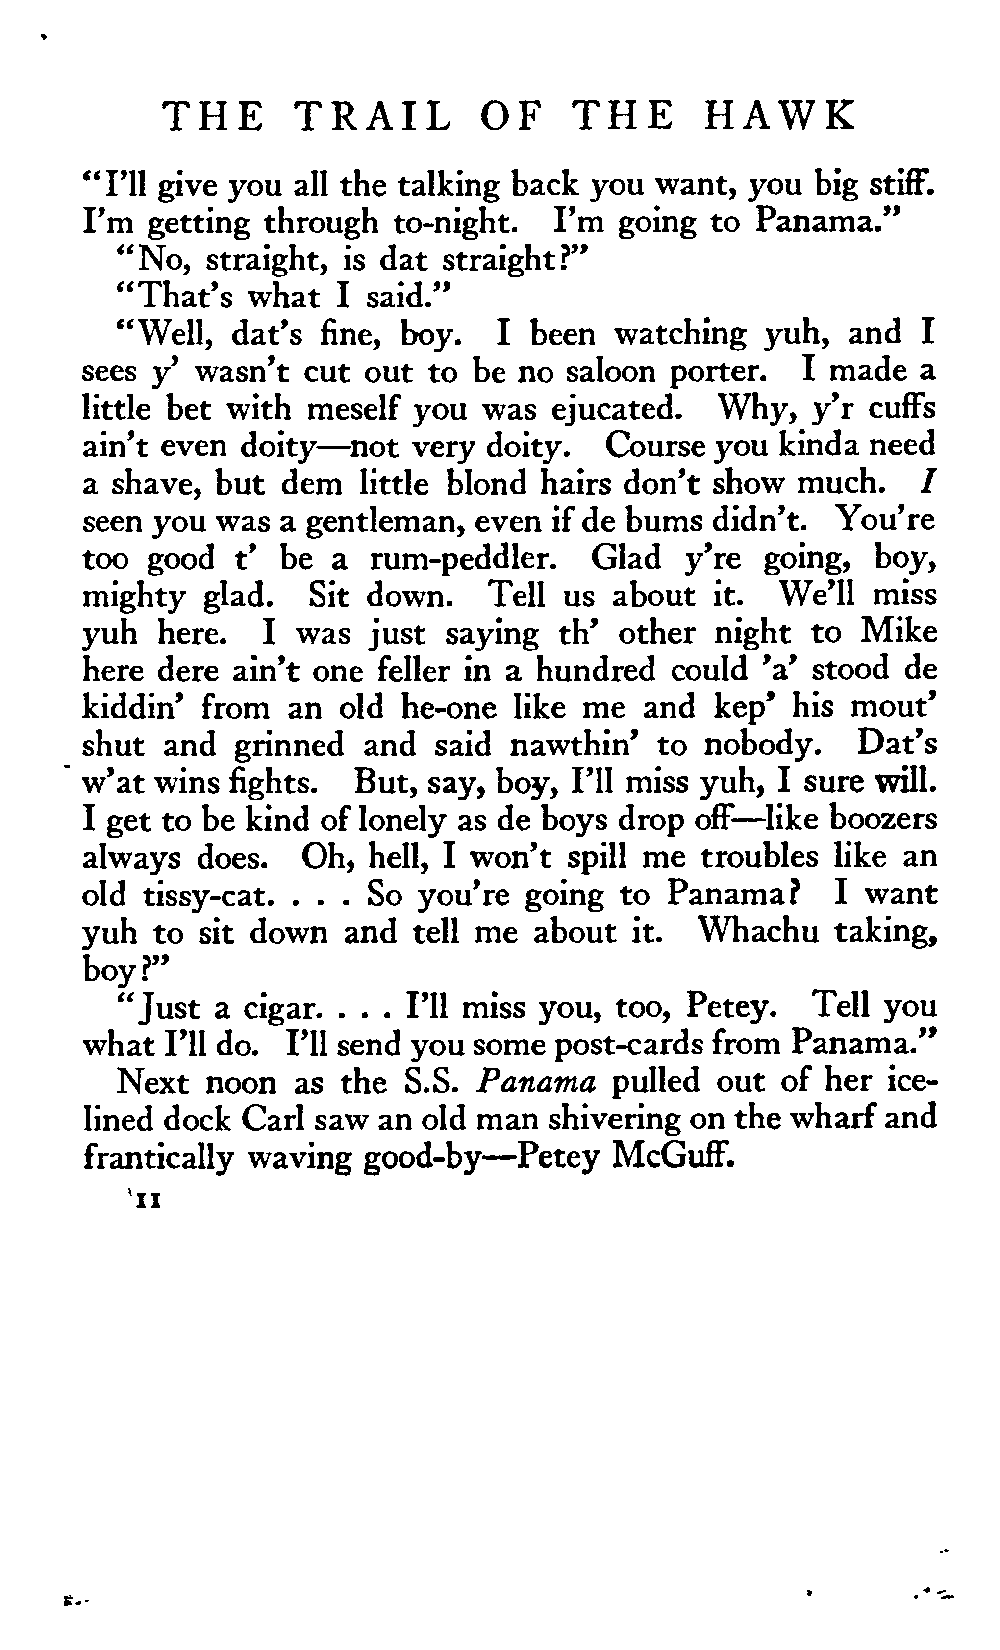 THE TRAIL OF THE HAWK
“I’ll give you all the talking back you want, you big stiff.
I’m getting through to-night. I’m going to Panama.”
“No, straight, is dat straight?”
“That’s what I said.”
“Well, dat’s fine, boy. I been watching yuh, and I
sees y’ wasn’t cut out to be no saloon porter. I made a
little bet with meself you was ejucated. Why, y’r cuffs
ain’t even doity—not very doity. Course you kinda need
a shave, but dem little blond hairs don’t show much. I
seen you was a gentleman, even if de bums didn’t. You’re
too good t’ be a rum-peddler. Glad y’re going, boy,
mighty glad. Sit down. Tell us about it. We’ll miss
yuh here. I was just saying th’ other night to Mike
here dere ain’t one feller in a hundred could ’a’ stood de
kiddin’ from an old he-one like me and kep’ his mout’
shut and grinned and said nawthin’ to nobody. Dat’s
w’at wins fights. But, say, boy, I’ll miss yuh, I sure will.
I get to be kind of lonely as de boys drop off—like boozers
always does. Oh, hell, I won’t spill me troubles like an
old tissy-cat. . . . So you’re going to Panama? I want
yuh to sit down and tell me about it. Whachu taking,
boy?”
“Just a cigar. . . . I’ll miss you, too, Petey. Tell you
what I’ll do. I’ll send you some post-cards from Panama.”
Next noon as the S.S. Panama pulled out of her ice-
lined dock Carl saw an old man shivering on the wharf and
frantically waving good-by—Petey McGuff.
11